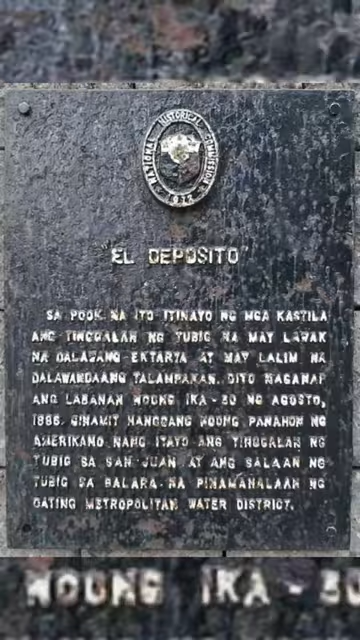 NATIONAL HISTORICAL COMMISSION
"EL DEPOSITO"
SA POOK NA ITO ITINAYO NG MGA KASTILA
ANG TINGGALAN NG TUBIG NA MAY LAWAK
NA DALAWANG EKTARYA AT MAY LALIM NA
DALAWANDAANG TALAMPAKAN. DITO NAGANAP
ANG LABANAN NOONG IKA-30 NG AGOSTO,
1896. GINAMIT HANGGANG NOONG PANAHON NG
AMERIKANO NANG ITAYO ANG TINGGALAN NG
TUBIG SA SAN JUAN AT ANG SALAAN NG
TUBIG SA BALARA NA PINAMAHALAAN NG
DATING METROPOLITAN WATER DISTRICT.
NOONG IKA-30